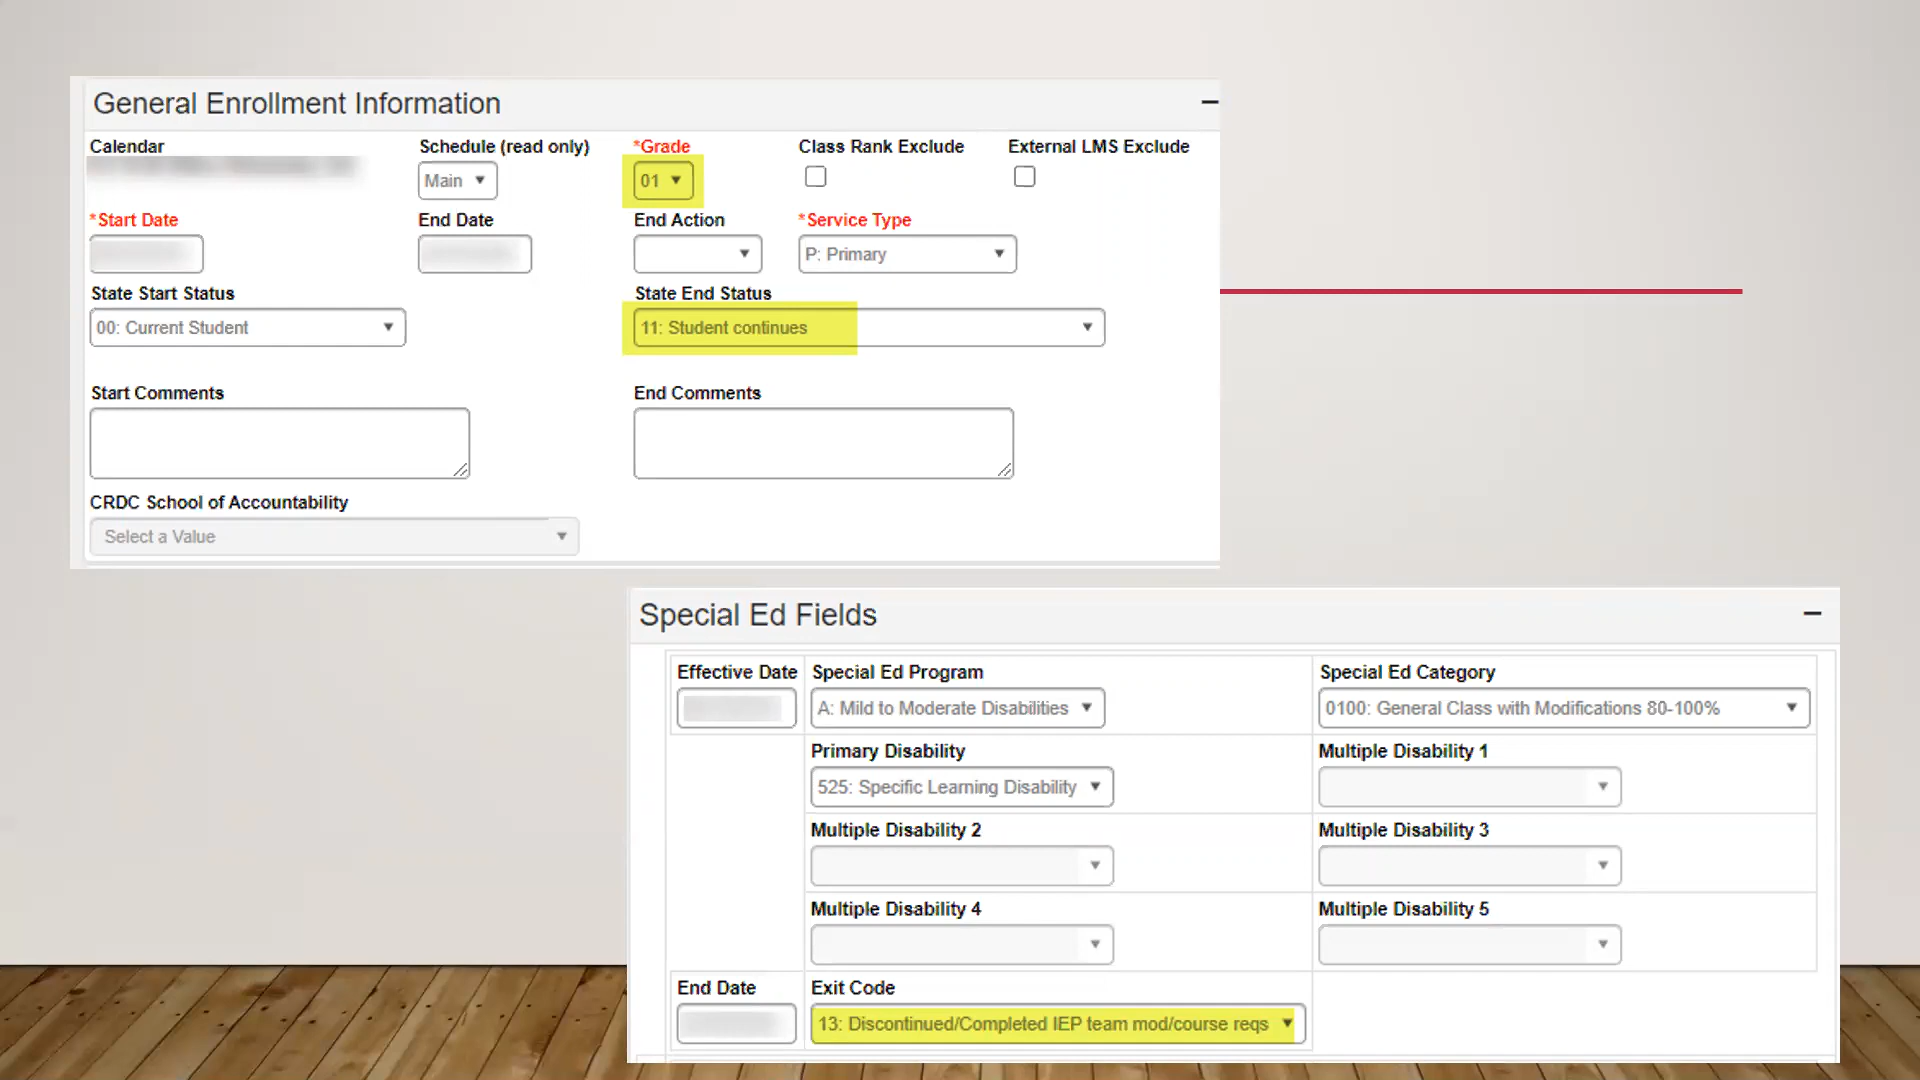 General Enrollment Information
Calendar
Schedule (read only)
*Grade
Class Rank Exclude
External LMS Exclude
Main
01
*Start Date
End Date
End Action
*Service Type
P: Primary
State Start Status
State End Status
00: Current Student
11: Student continues
Start Comments
End Comments
CRDC School of Accountability
Select a Value
Special Ed Fields
Effective Date
Special Ed Program
Special Ed Category
A: Mild to Moderate Disabilities
0100: General Class with Modifications 80-100%
Primary Disability
Multiple Disability 1
525: Specific Learning Disability
Multiple Disability 2
Multiple Disability 3
Multiple Disability 4
Multiple Disability 5
End Date
Exit Code
13: Discontinued/Completed IEP team mod/course reqs